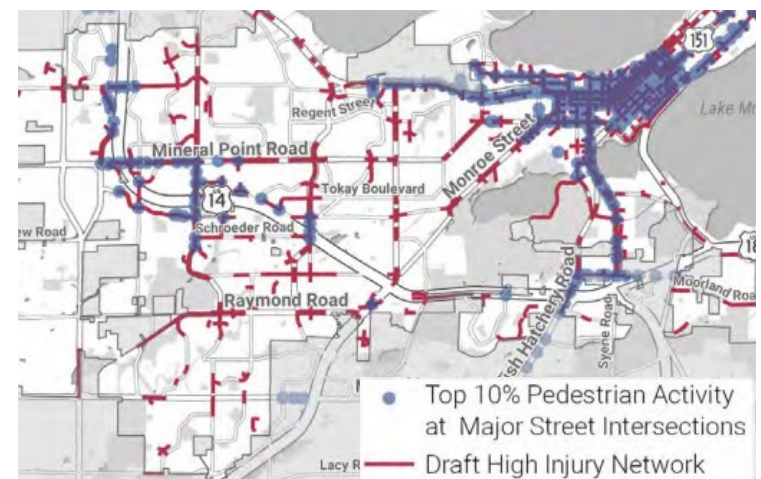 151
Lake Mo
Regent Street
Mineral Point Road
Monroe Street
Tokay Boulevard
14
Schroeder Road
ew Road
18
Moorland Roa
Raymond Road
ish Hatchery Road
Syene Road
M
Lacy R
Top 10% Pedestrian Activity
at Major Street Intersections
Draft High Injury Network